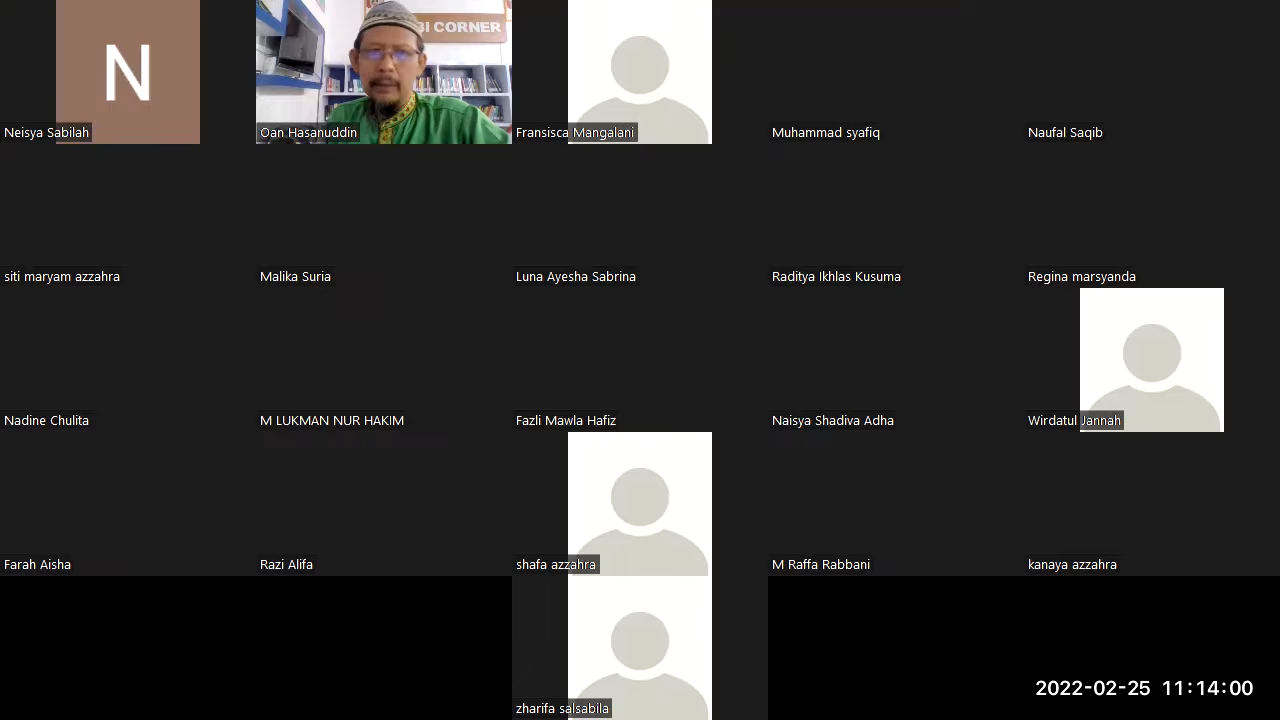 N
BI CORNER
Neisya Sabilah
Oan Hasanuddin
Fransisca Mangalani
Muhammad syafiq
Naufal Saqib
siti maryam azzahra
Malika Suria
Luna Ayesha Sabrina
Raditya Ikhlas Kusuma
Regina marsyanda
Nadine Chulita
M LUKMAN NUR HAKIM
Fazli Mawla Hafiz
Naisya Shadiva Adha
Wirdatul Jannah
Farah Aisha
Razi Alifa
shafa azzahra
M Raffa Rabbani
kanaya azzahra
zharifa salsabila
2022-02-25 11:14:00